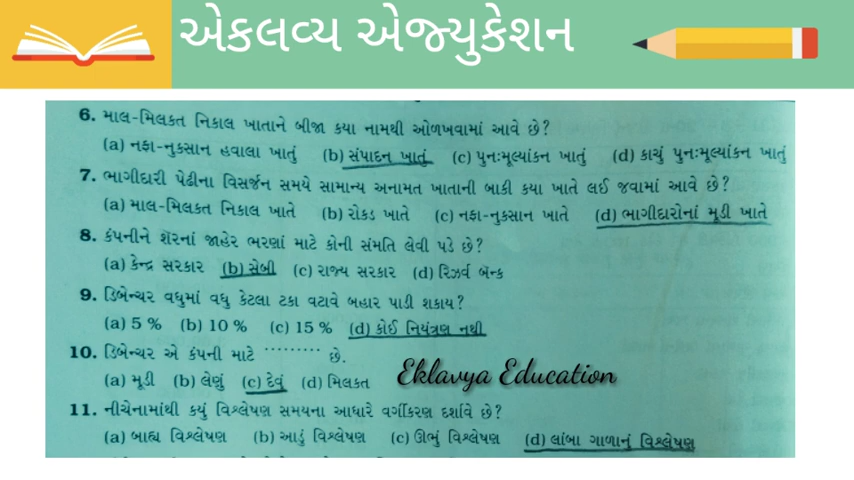 એકલવ્ય એજ્યુકેશન
6. માલ-મિલકત નિકાલ ખાતાને બીજા કયા નામથી ઓળખવામાં આવે છે?
(a) નફા-નુકસાન હવાલા ખાતું (b) સંપાદન ખાતું (c) પુનઃમૂલ્યાંકન ખાતું (d) કાચું પુનઃમૂલ્યાંકન ખાતું
7. ભાગીદારી પેઢીના વિસર્જન સમયે સામાન્ય અનામત ખાતાની બાકી કયા ખાતે લઈ જવામાં આવે છે?
(a) માલ-મિલકત નિકાલ ખાતે (b) રોકડ ખાતે (c) નફા-નુકસાન ખાતે (d) ભાગીદારોનાં મૂડી ખાતે
8. કંપનીને શૅરનાં જાહેર ભરણાં માટે કોની સંમતિ લેવી પડે છે?
(a) કેન્દ્ર સરકાર (b) સેબી (c) રાજ્ય સરકાર (d) રિઝર્વ બૅન્ક
9. ડિબેન્ચર વધુમાં વધુ કેટલા ટકા વટાવે બહાર પાડી શકાય?
(a) 5 % (b) 10 % (c) 15 % (d) કોઈ નિયંત્રણ નથી
10. ડિબેન્ચર એ કંપની માટે ......... છે.
(a) મૂડી (b) લેણું (c) દેવું (d) મિલકત
Eklavya Education
11. નીચેનામાંથી કયું વિશ્લેષણ સમયના આધારે વર્ગીકરણ દર્શાવે છે?
(a) બાહ્ય વિશ્લેષણ (b) આડું વિશ્લેષણ (c) ઊભું વિશ્લેષણ (d) લાંબા ગાળાનું વિશ્લેષણ